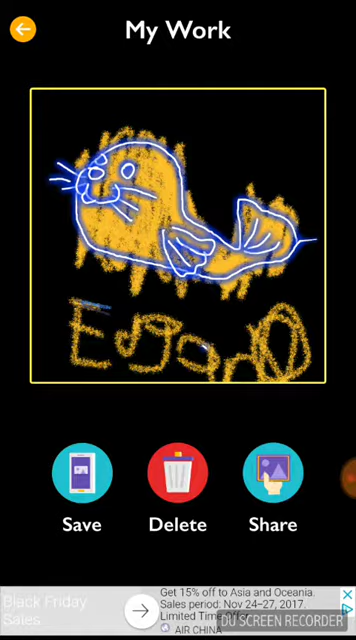 My Work
Save
Delete
Share
Black Friday
Sales
Get 15% off to Asia and Oceania.
Sales period: Nov 24-27, 2017.
Limited Time Offer
AIR CHINA
DU SCREEN RECORDER